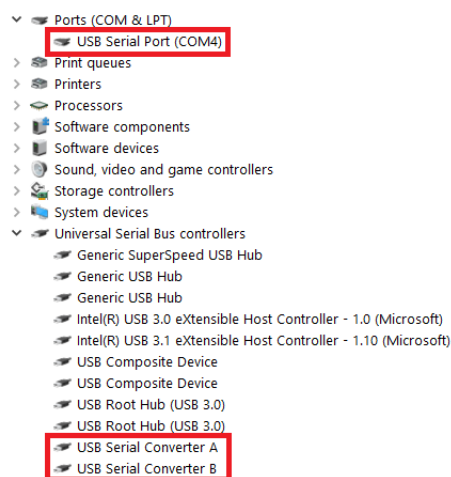 Ports (COM & LPT)
USB Serial Port (COM4)
Print queues
Printers
Processors
Software components
Software devices
Sound, video and game controllers
Storage controllers
System devices
Universal Serial Bus controllers
Generic SuperSpeed USB Hub
Generic USB Hub
Generic USB Hub
Intel(R) USB 3.0 eXtensible Host Controller - 1.0 (Microsoft)
Intel(R) USB 3.1 eXtensible Host Controller - 1.10 (Microsoft)
USB Composite Device
USB Composite Device
USB Root Hub (USB 3.0)
USB Root Hub (USB 3.0)
USB Serial Converter A
USB Serial Converter B